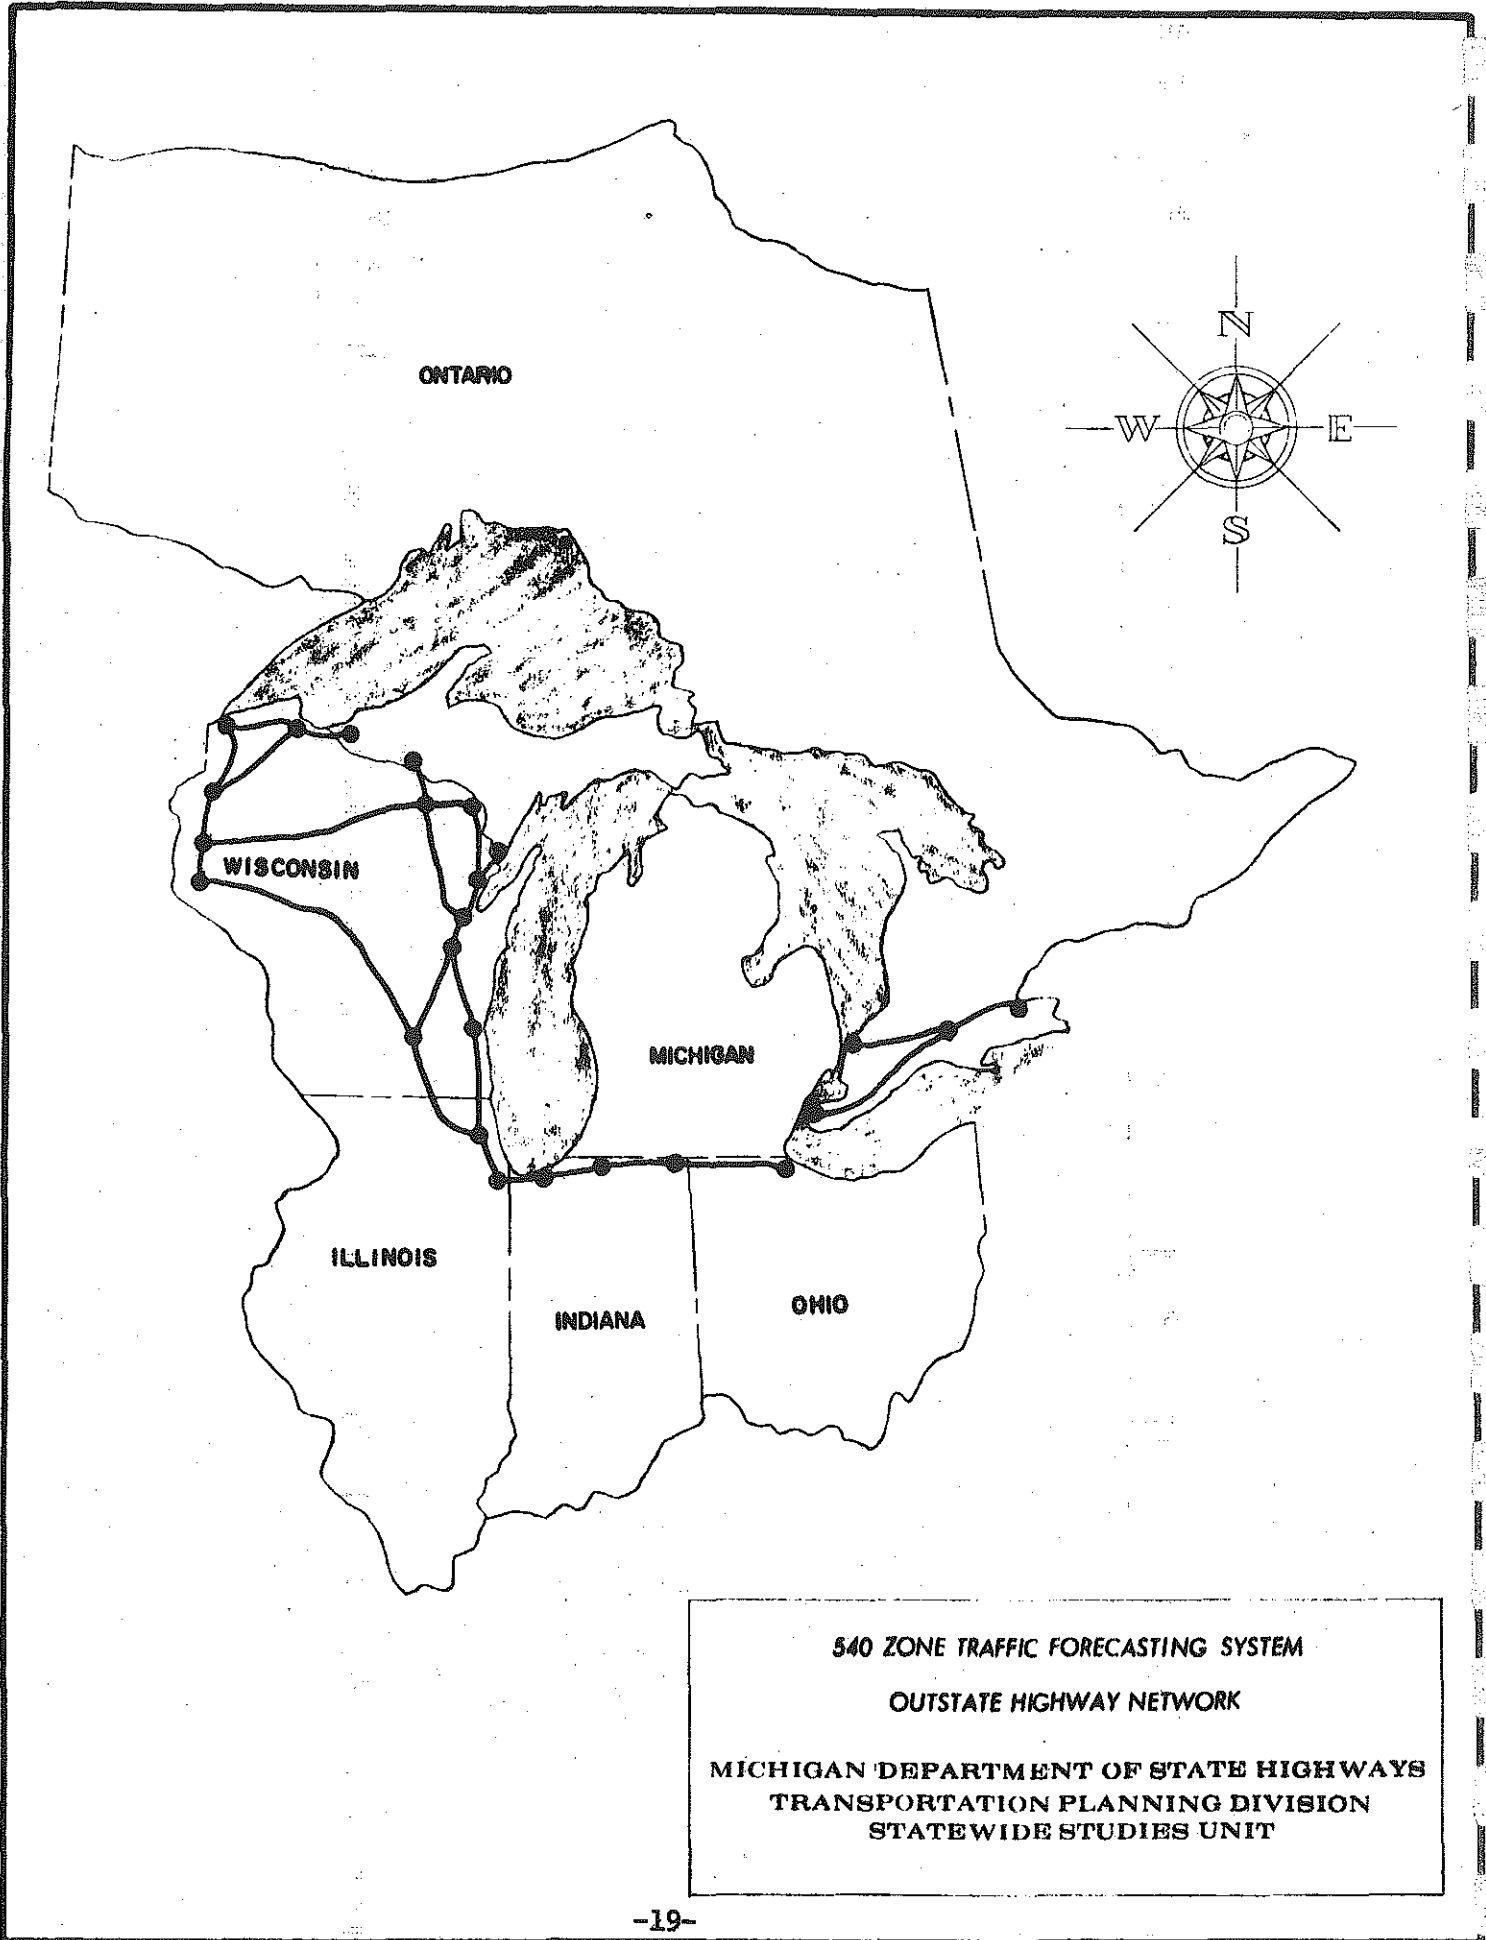 ONTARIO
N
W
E
S
WISCONSIN
MICHIGAN
ILLINOIS
INDIANA
OHIO
540 ZONE TRAFFIC FORECASTING SYSTEM
OUTSTATE HIGHWAY NETWORK
MICHIGAN DEPARTMENT OF STATE HIGHWAYS
TRANSPORTATION PLANNING DIVISION
STATEWIDE STUDIES UNIT
-19-